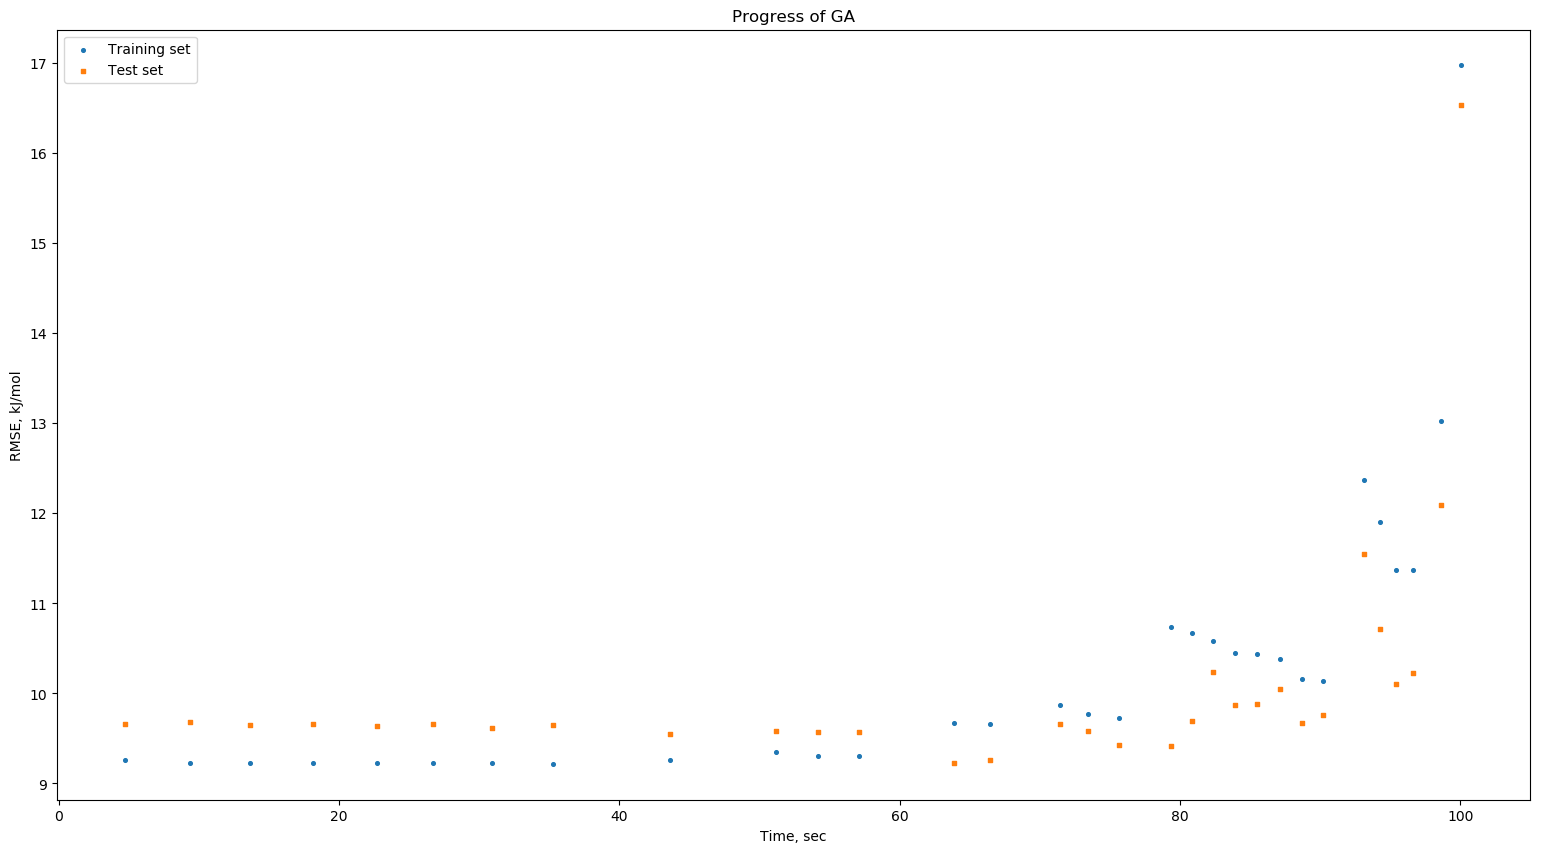 Progress of GA
Training set
Test set
17
16
15
14
13
12
11
10
9
RMSE, kJ/mol
0 20 40 60 80 100
Time, sec